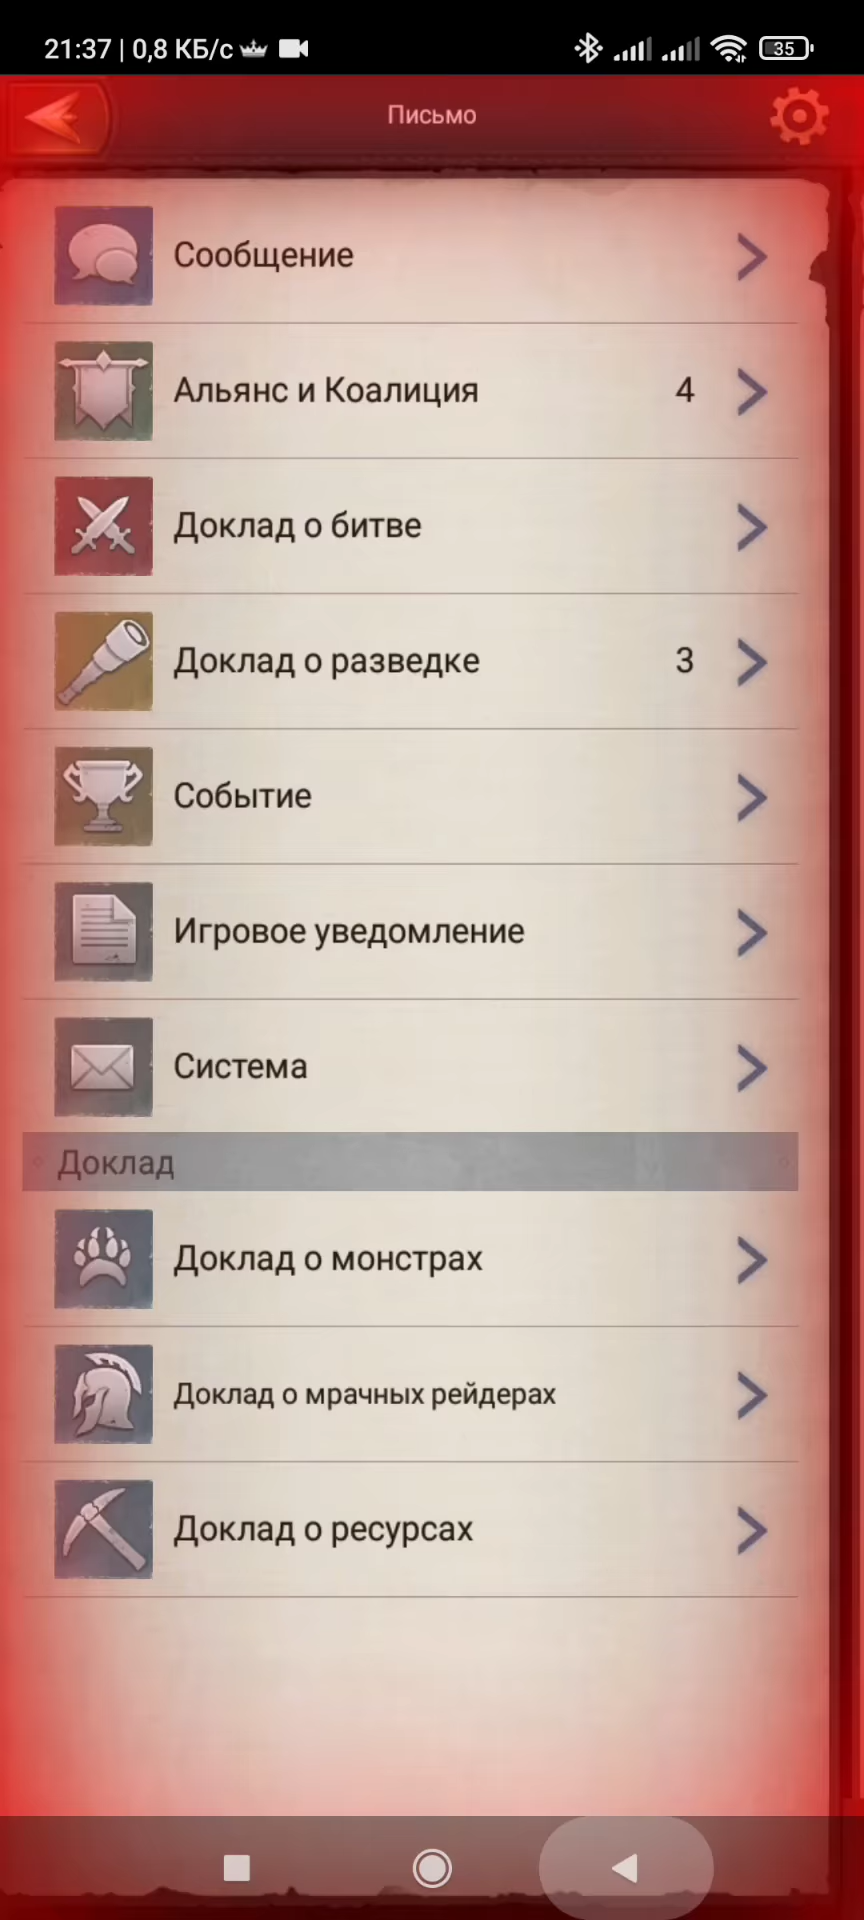 21:37 | 0,8 КБ/с
35
Письмо
Сообщение
Альянс и Коалиция 4
Доклад о битве
Доклад о разведке 3
Событие
Игровое уведомление
Система
Доклад
Доклад о монстрах
Доклад о мрачных рейдерах
Доклад о ресурсах